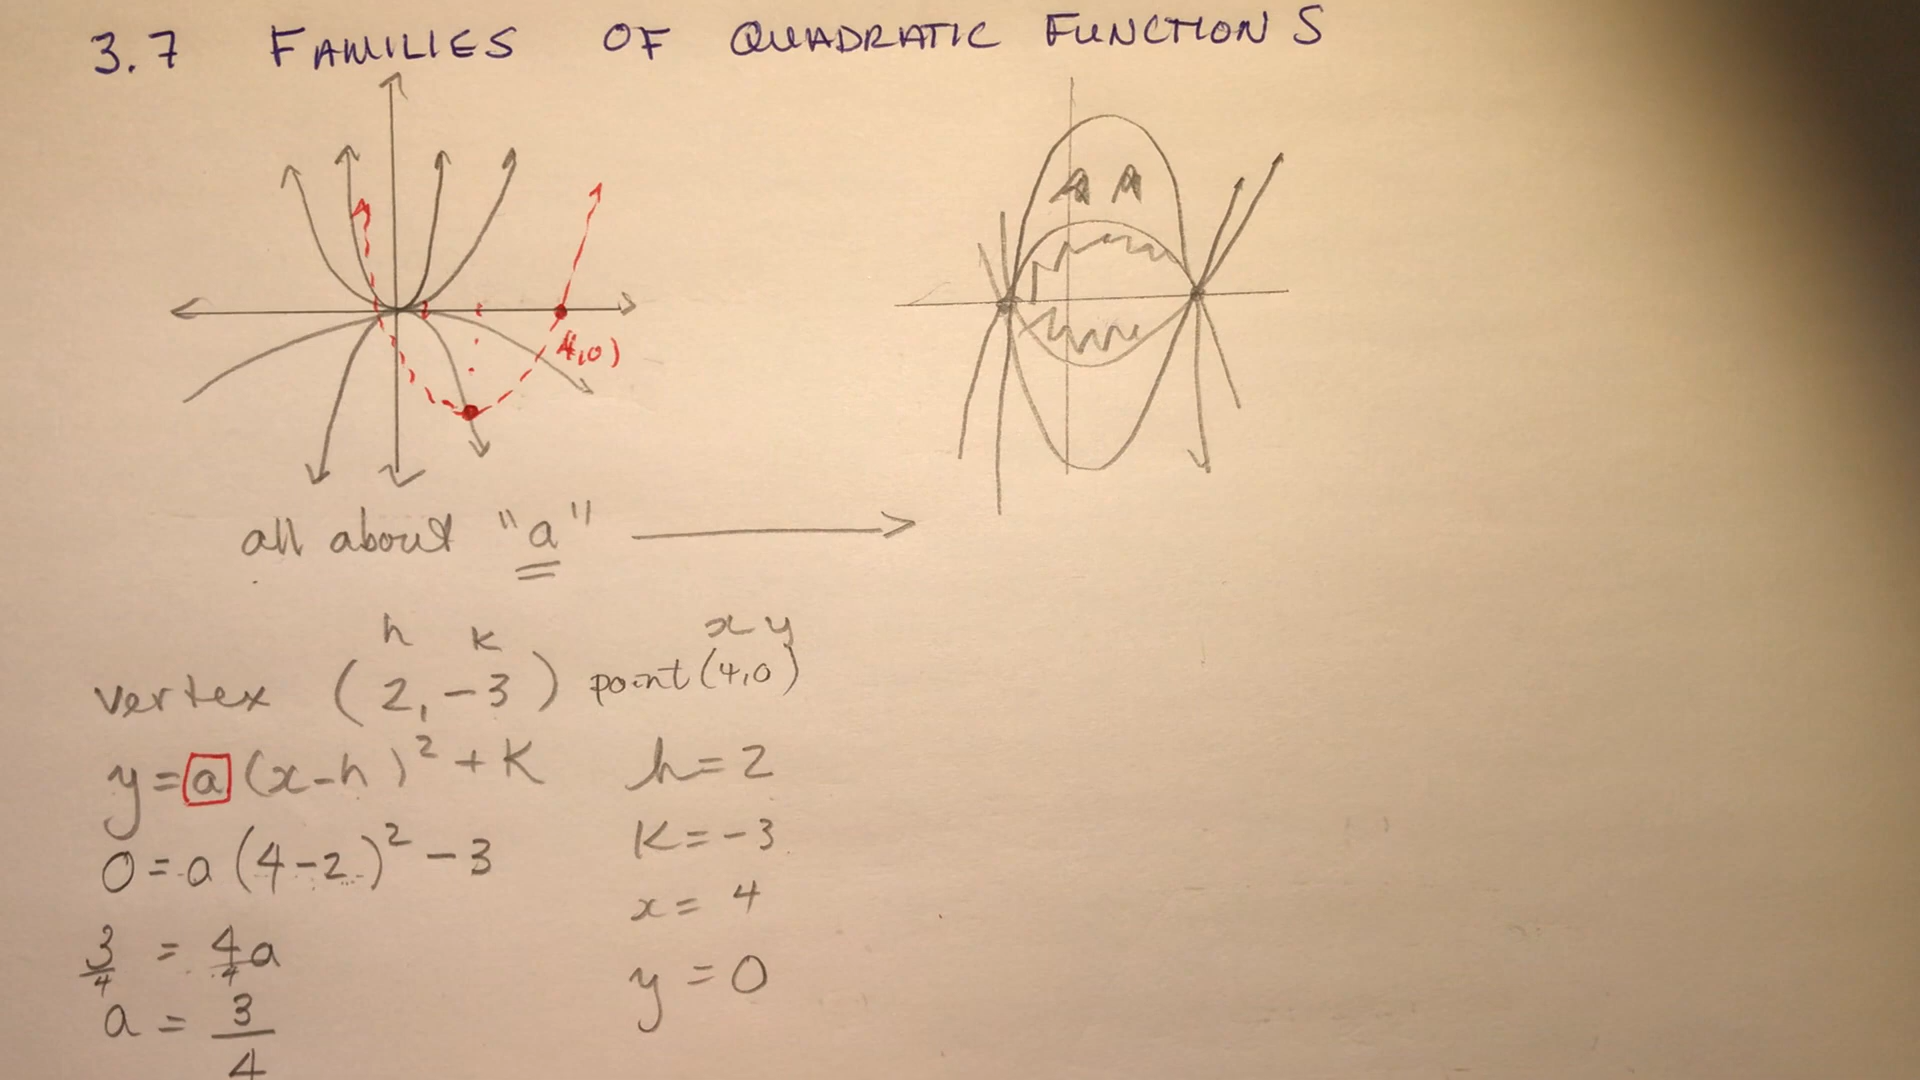 3.7 FAMILIES OF QUADRATIC FUNCTIONS
(4,0)
all about "a"
h k
x y
vertex (2, -3) point (4,0)
y = a (x-h)² + K
h = 2
0 = a (4-2)² - 3
K = -3
x = 4
3/4 = 4/4 a
y = 0
a = 3/4